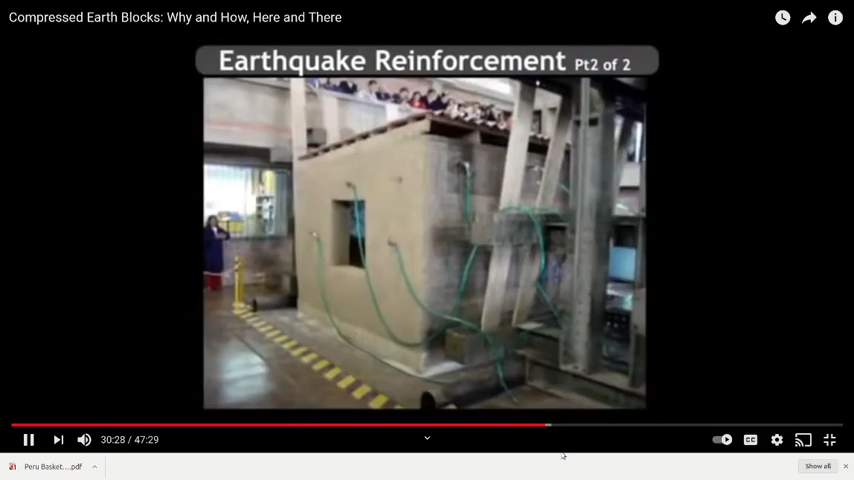 Compressed Earth Blocks: Why and How, Here and There
Earthquake Reinforcement Pt2 of 2
30:28 / 47:29
CC
Peru Basket....pdf
Show all